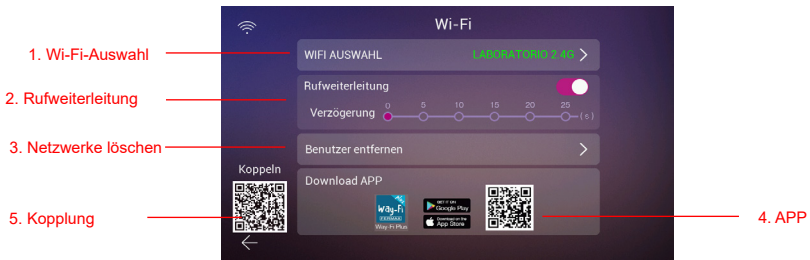 Wi-Fi
1. Wi-Fi-Auswahl
WIFI AUSWAHL
LABORATORIO 2.4G
2. Rufweiterleitung
Rufweiterleitung
0 5 10 15 20 25
Verzögerung
(s)
3. Netzwerke löschen
Benutzer entfernen
Koppeln
Download APP
Way-Fi
FERMAX
Way-Fi Plus
GET IT ON
Google Play
Download on the
App Store
5. Kopplung
4. APP